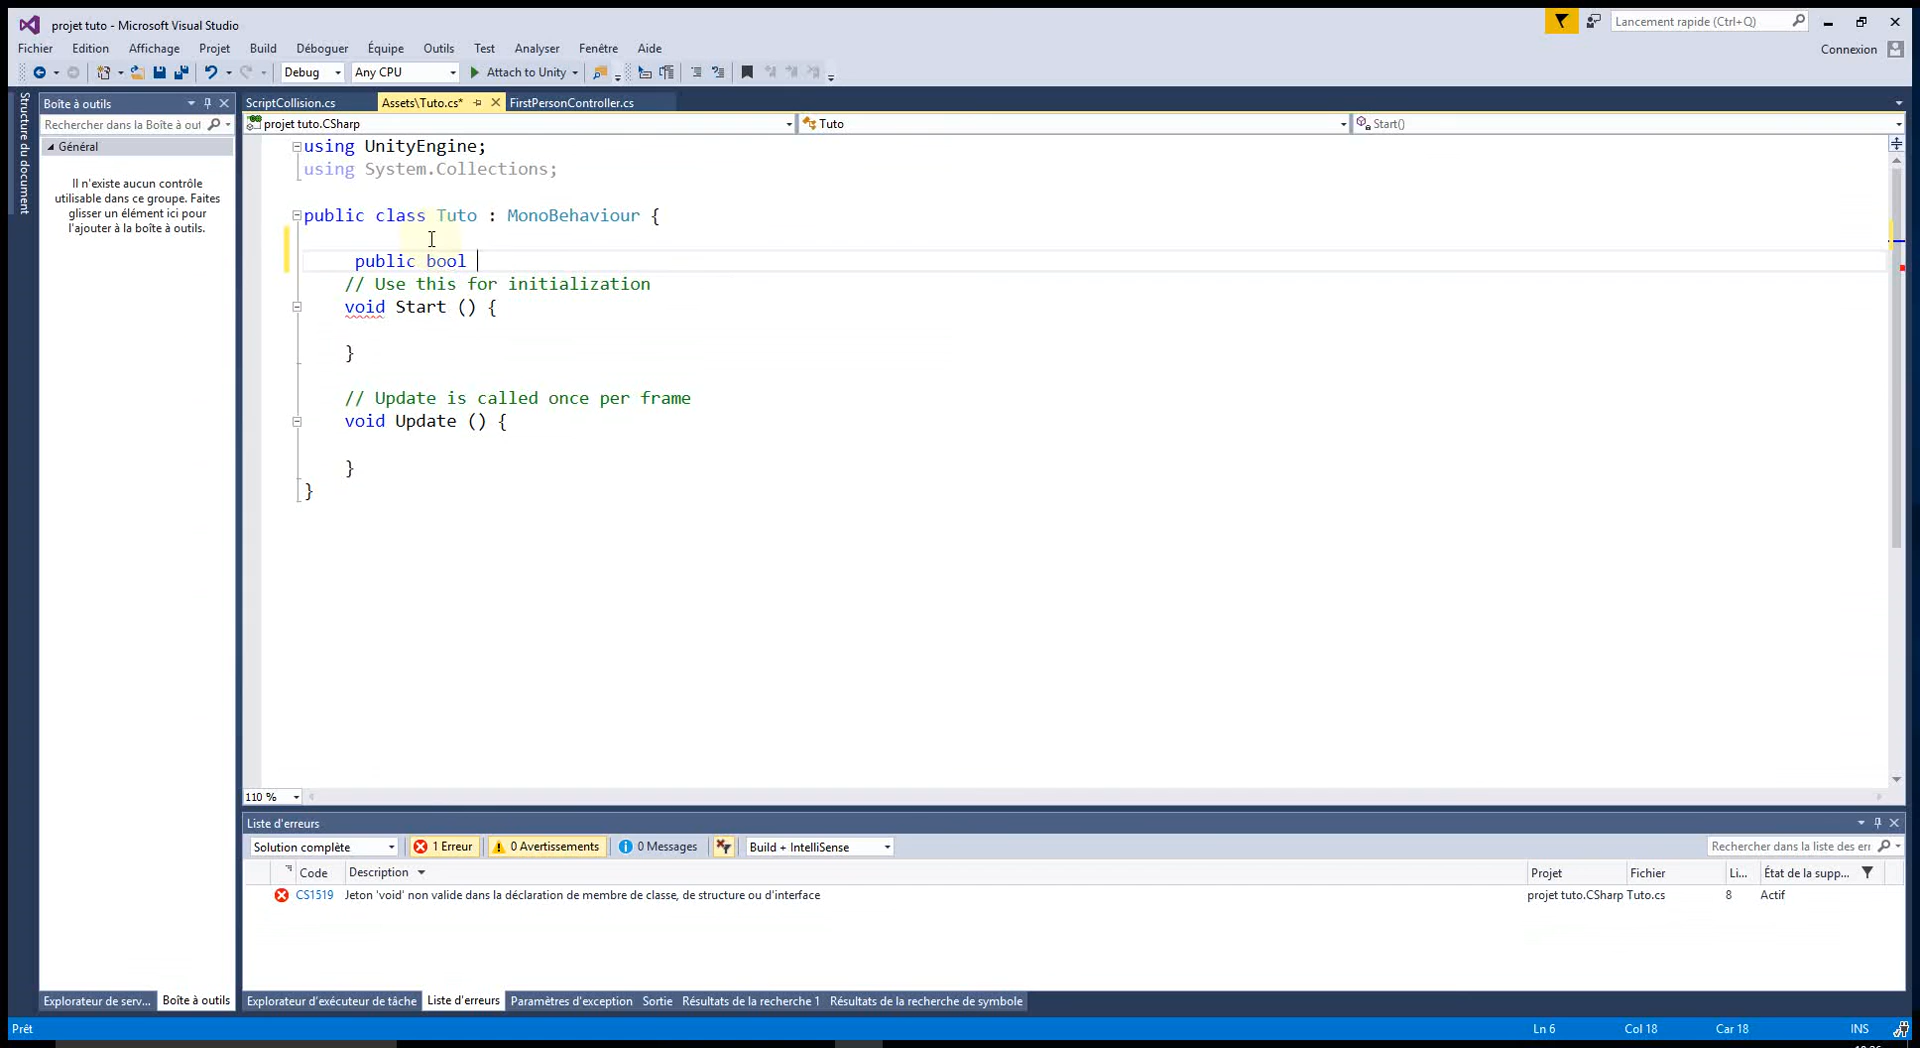 projet tuto - Microsoft Visual Studio
Lancement rapide (Ctrl+Q)
Fichier Edition Affichage Projet Build Déboguer Équipe Outils Test Analyser Fenêtre Aide
Connexion
Debug Any CPU Attach to Unity
Structure du document
Boîte à outils
Rechercher dans la Boîte à out
Général
Il n'existe aucun contrôle
utilisable dans ce groupe. Faites
glisser un élément ici pour
l'ajouter à la boîte à outils.
ScriptCollision.cs Assets\Tuto.cs* FirstPersonController.cs
projet tuto.CSharp Tuto Start()
using UnityEngine;
using System.Collections;
public class Tuto : MonoBehaviour {
public bool
// Use this for initialization
void Start () {
}
// Update is called once per frame
void Update () {
}
}
110 %
Liste d'erreurs
Solution complète 1 Erreur 0 Avertissements 0 Messages Build + IntelliSense Rechercher dans la liste des err
Code Description Projet Fichier Li... État de la supp...
CS1519 Jeton 'void' non valide dans la déclaration de membre de classe, de structure ou d'interface projet tuto.CSharp Tuto.cs 8 Actif
Explorateur de serv... Boîte à outils Explorateur d'exécuteur de tâche Liste d'erreurs Paramètres d'exception Sortie Résultats de la recherche 1 Résultats de la recherche de symbole
Prêt Ln 6 Col 18 Car 18 INS